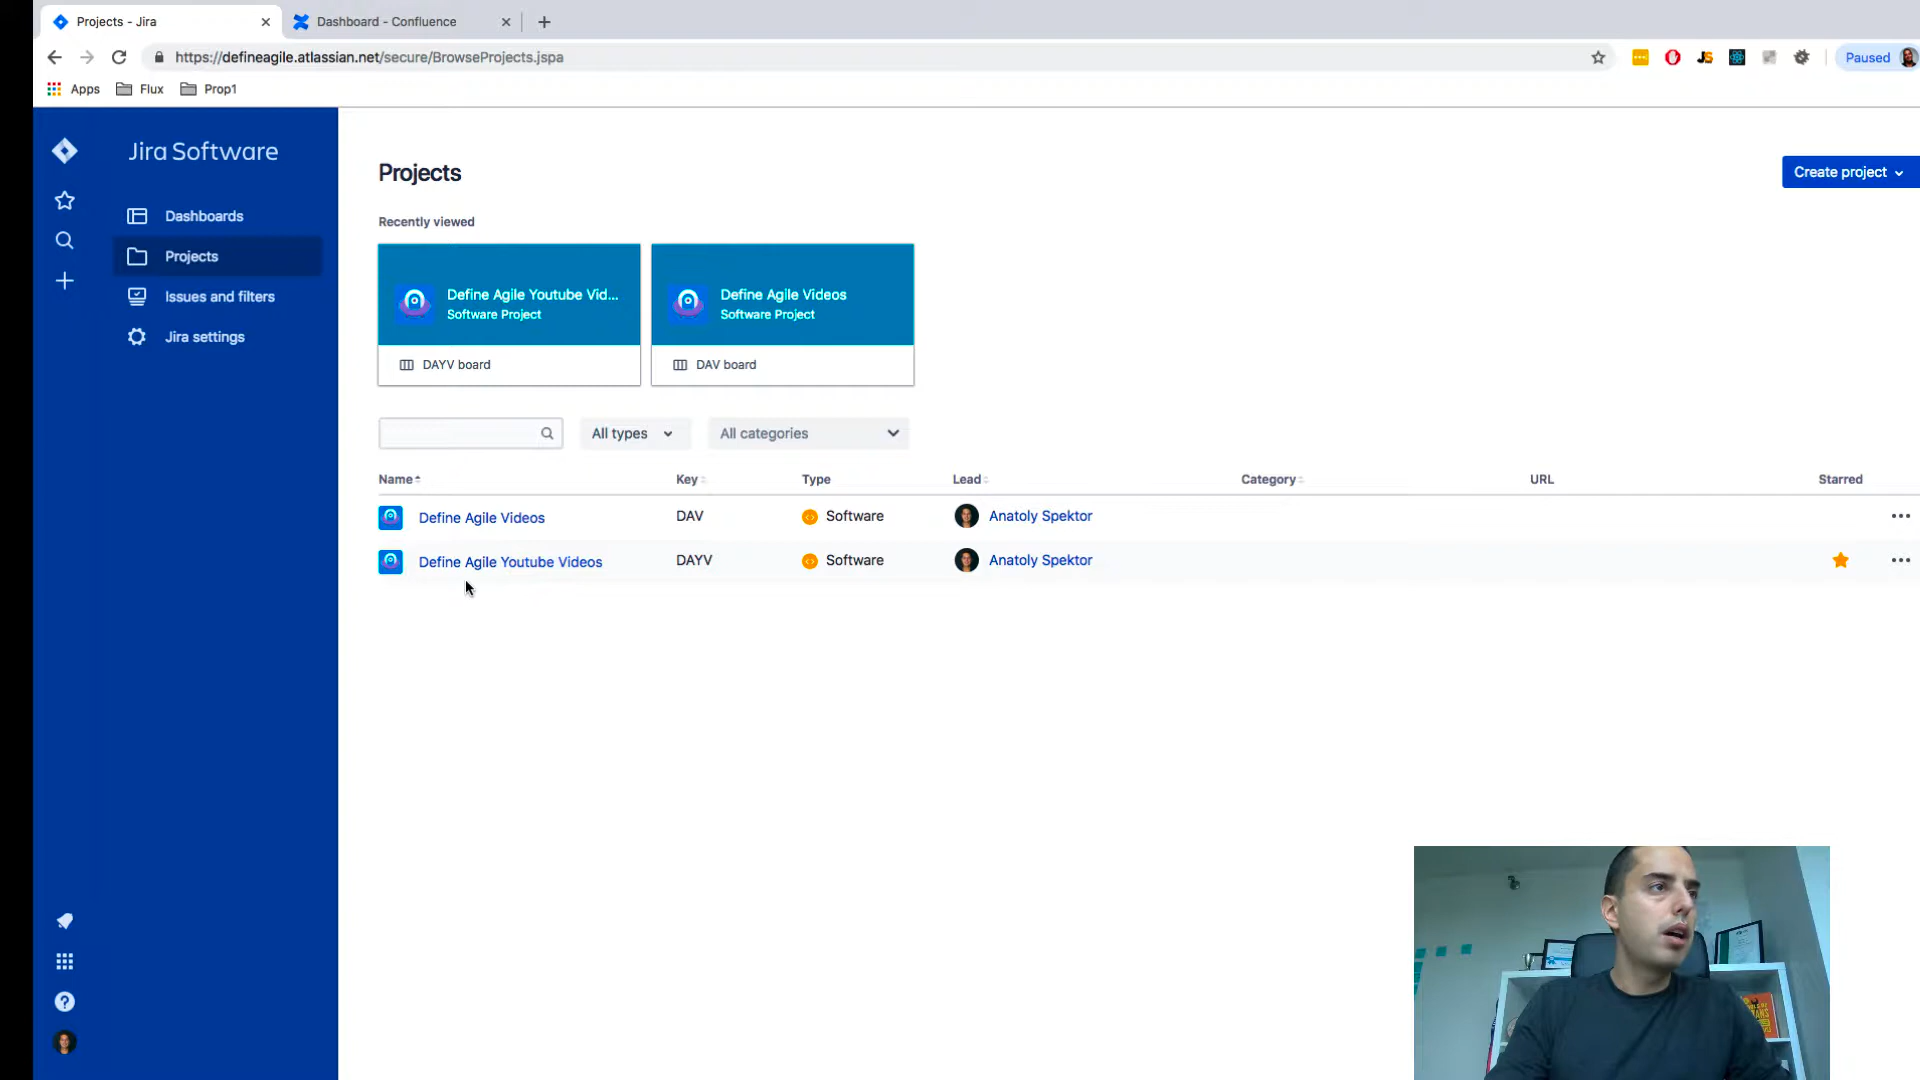 Projects - Jira
Dashboard - Confluence
https://defineagile.atlassian.net/secure/BrowseProjects.jspa
Paused
Apps
Flux
Prop1
Jira Software
Dashboards
Projects
Issues and filters
Jira settings
Projects
Create project
Recently viewed
Define Agile Youtube Vid...
Software Project
DAYV board
Define Agile Videos
Software Project
DAV board
All types
All categories
Name Key Type Lead Category URL Starred
Define Agile Videos DAV Software Anatoly Spektor
Define Agile Youtube Videos DAYV Software Anatoly Spektor